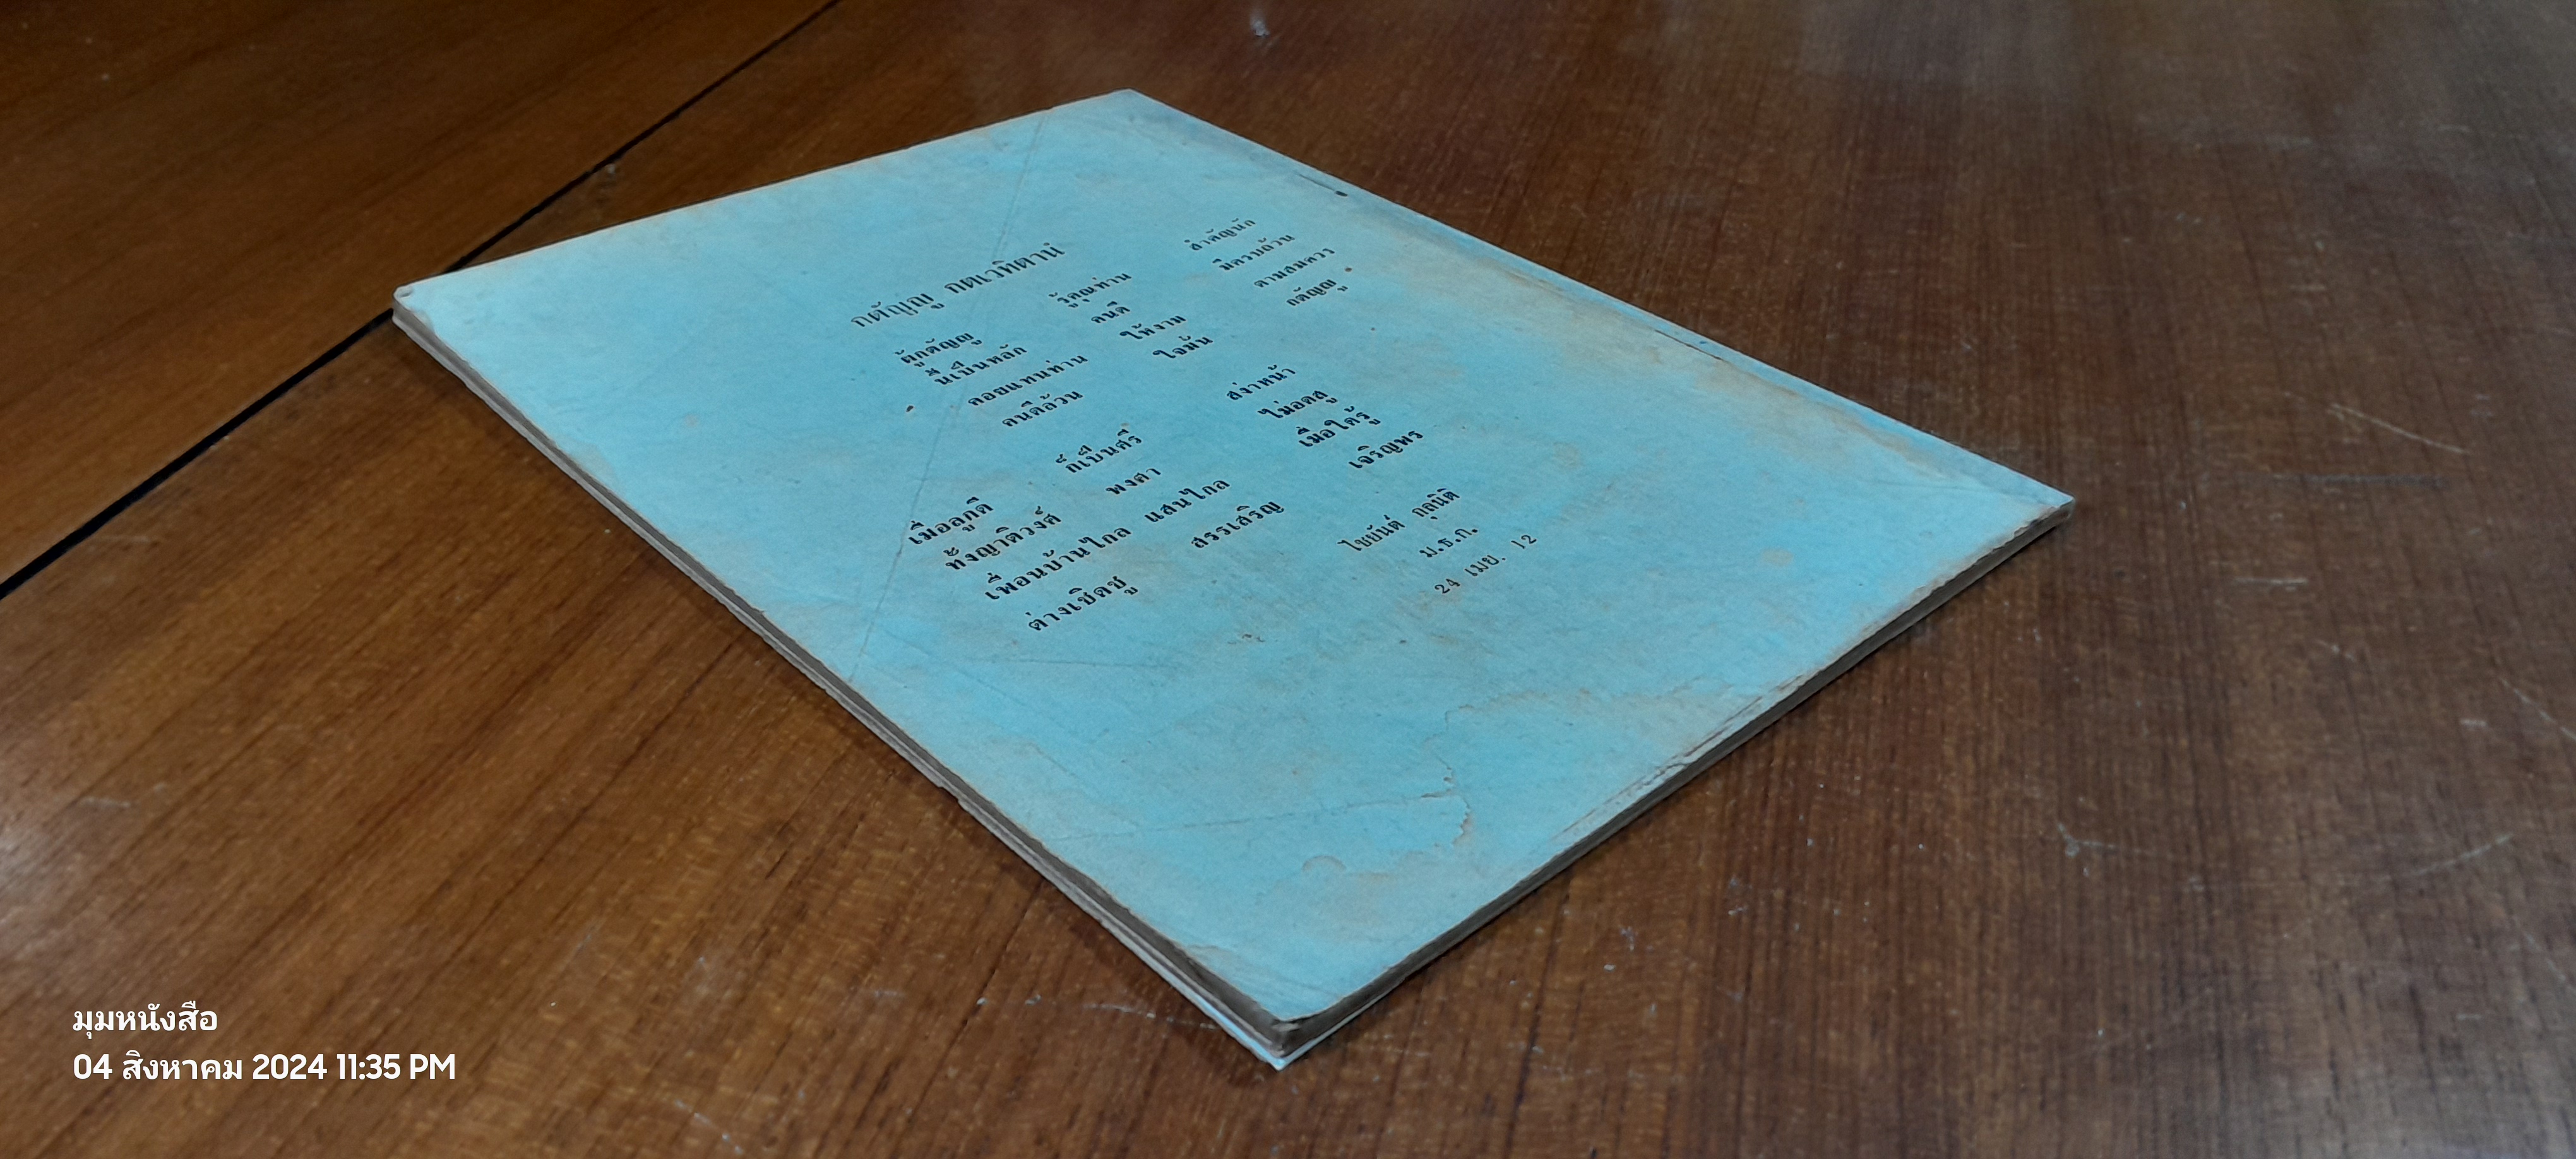 กตัญญู กตเวทิตานํ
ผู้กตัญญู รู้คุณท่าน สำคัญนัก
นี่เป็นหลัก คนดี มีครบถ้วน
คอยแทนท่าน ให้งาม ตามสมควร
คนดีล้วน ใจมั่น กตัญญู
เมื่อลูกดี ก็เป็นศรี สง่าหน้า
ทั้งญาติวงศ์ พงศา ไม่อดสู
เพื่อนบ้านใกล แสนไกล เมื่อได้รู้
ต่างเชิดชู สรรเสริญ เจริญพร
ไชยันต์ กลุนิติ
ม.ธ.ก.
24 เมย. 12
มุมหนังสือ
04 สิงหาคม 2024 11:35 PM